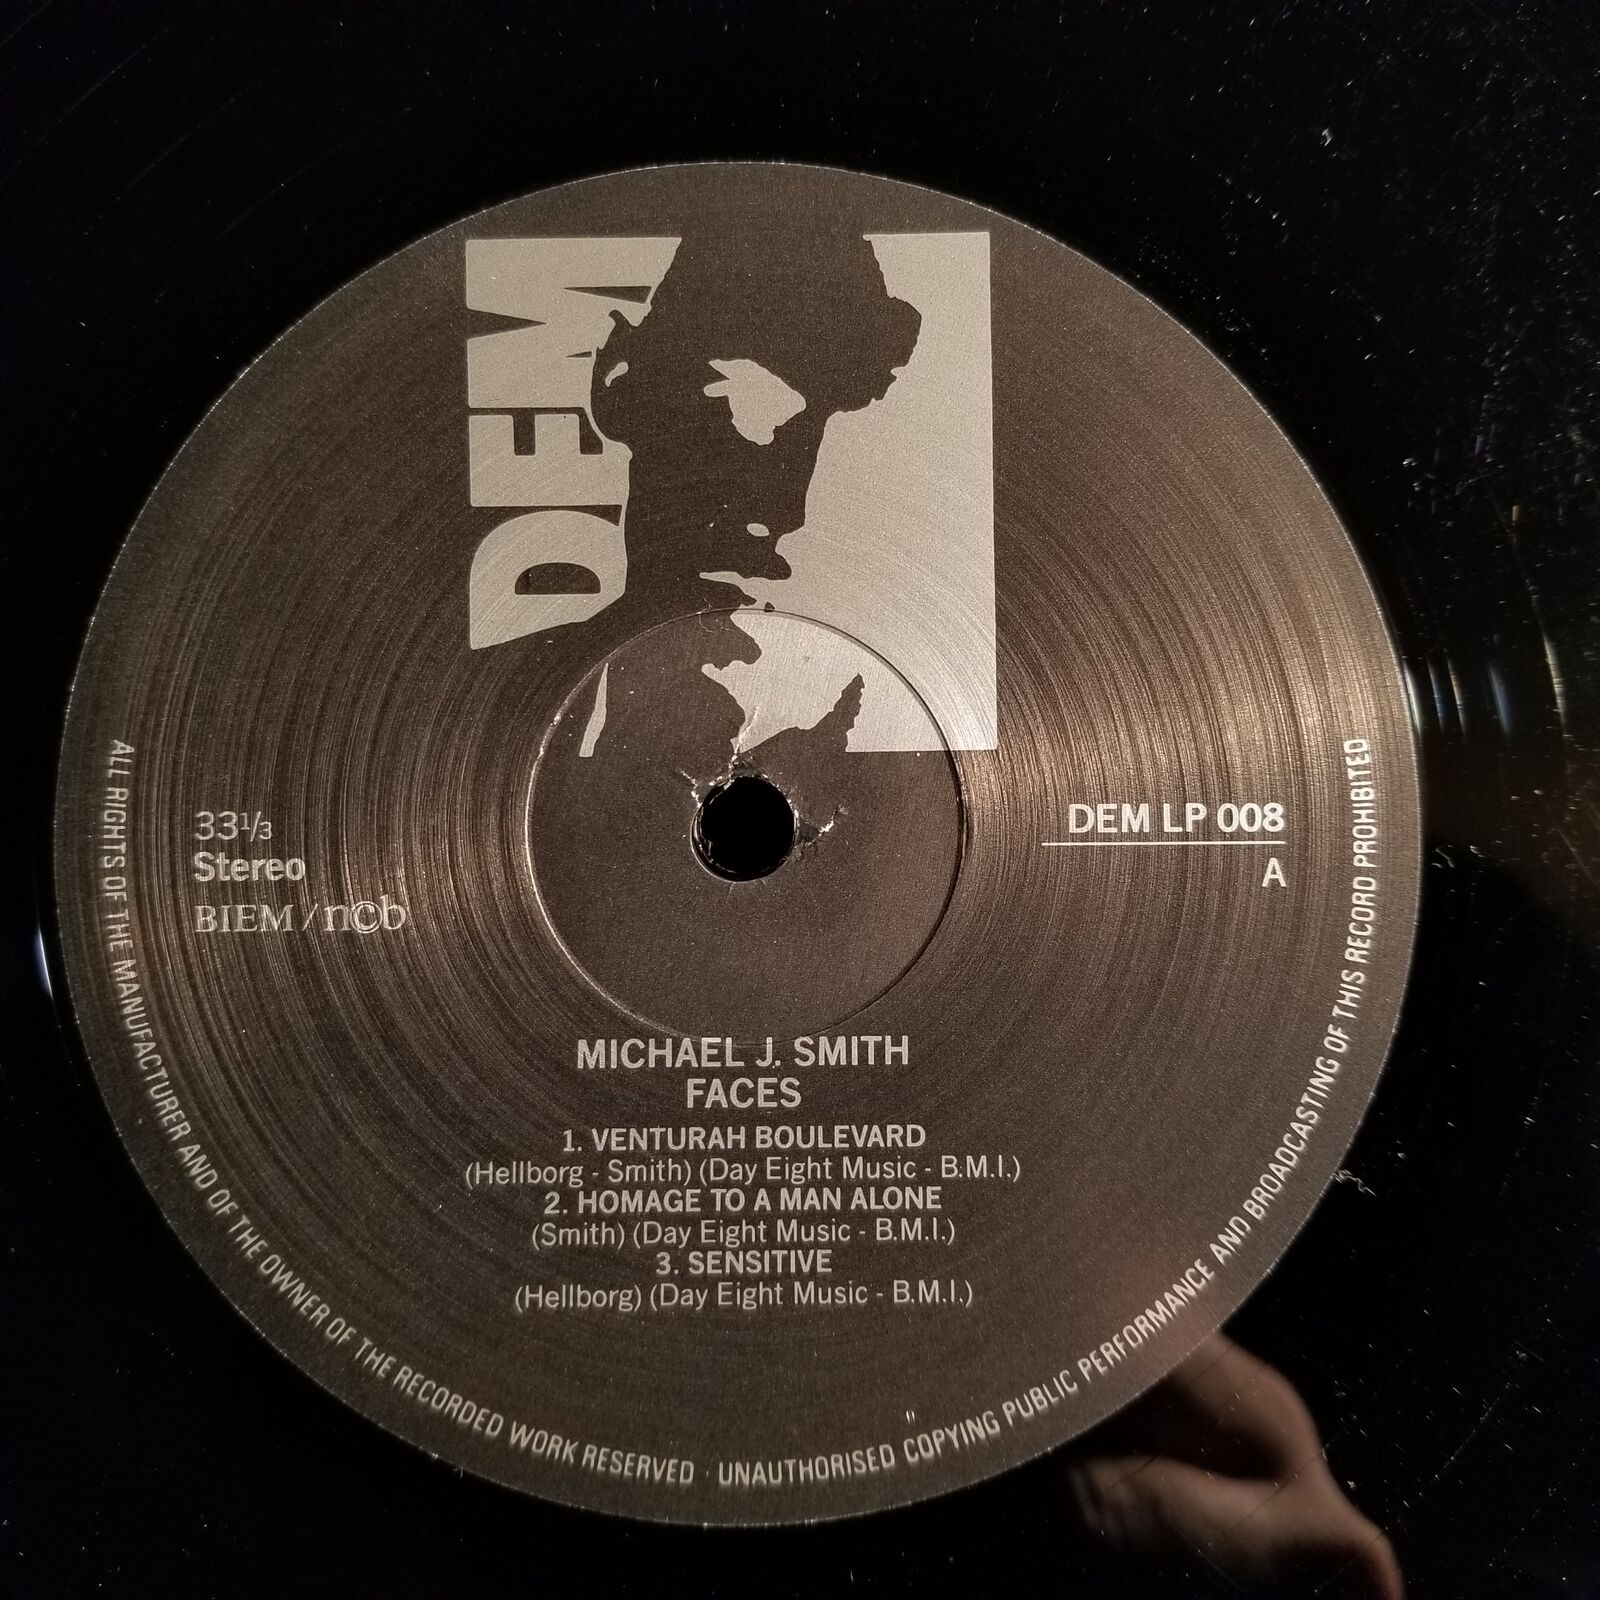 DEM
33 1/3
Stereo
BIEM / n©b
DEM LP 008
A
MICHAEL J. SMITH
FACES
1. VENTURAH BOULEVARD
(Hellborg - Smith) (Day Eight Music - B.M.I.)
2. HOMAGE TO A MAN ALONE
(Smith) (Day Eight Music - B.M.I.)
3. SENSITIVE
(Hellborg) (Day Eight Music - B.M.I.)
ALL RIGHTS OF THE MANUFACTURER AND OF THE OWNER OF THE RECORDED WORK RESERVED · UNAUTHORISED COPYING PUBLIC PERFORMANCE AND BROADCASTING OF THIS RECORD PROHIBITED